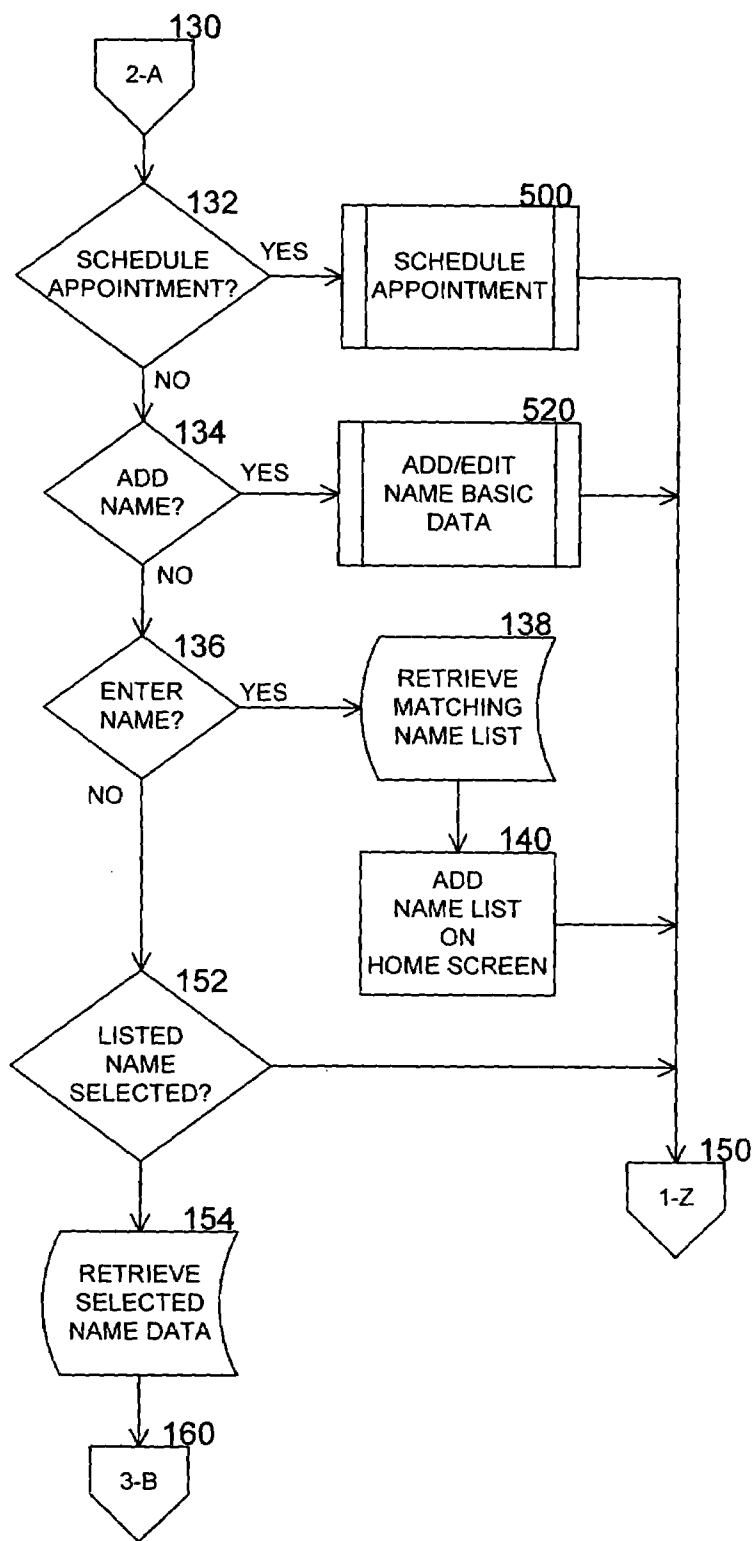 130
2-A
132
SCHEDULE
APPOINTMENT?
YES
500
SCHEDULE
APPOINTMENT
NO
134
ADD
NAME?
YES
520
ADD/EDIT
NAME BASIC
DATA
NO
136
ENTER
NAME?
YES
138
RETRIEVE
MATCHING
NAME LIST
NO
140
ADD
NAME LIST
ON
HOME SCREEN
152
LISTED
NAME
SELECTED?
150
1-Z
154
RETRIEVE
SELECTED
NAME DATA
160
3-B